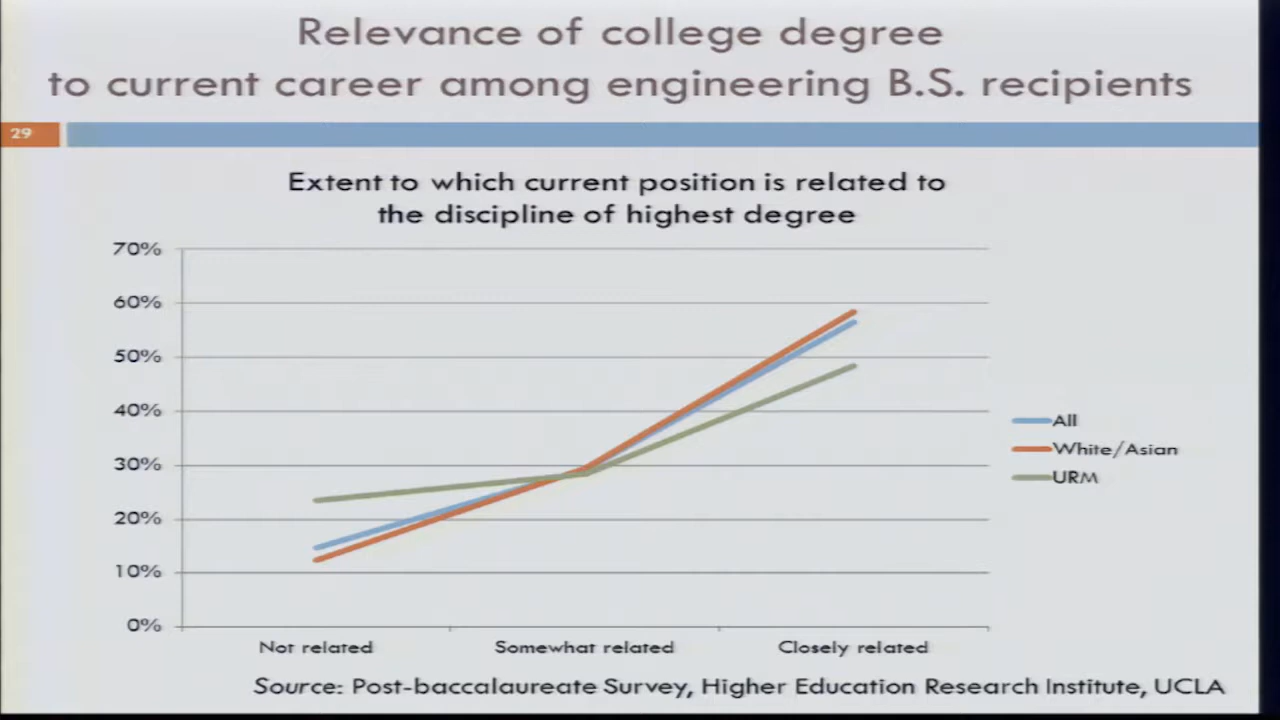 Relevance of college degree
to current career among engineering B.S. recipients
29
Extent to which current position is related to
the discipline of highest degree
70%
60%
50%
40%
30%
20%
10%
0%
All
White/Asian
URM
Not related
Somewhat related
Closely related
Source: Post-baccalaureate Survey, Higher Education Research Institute, UCLA